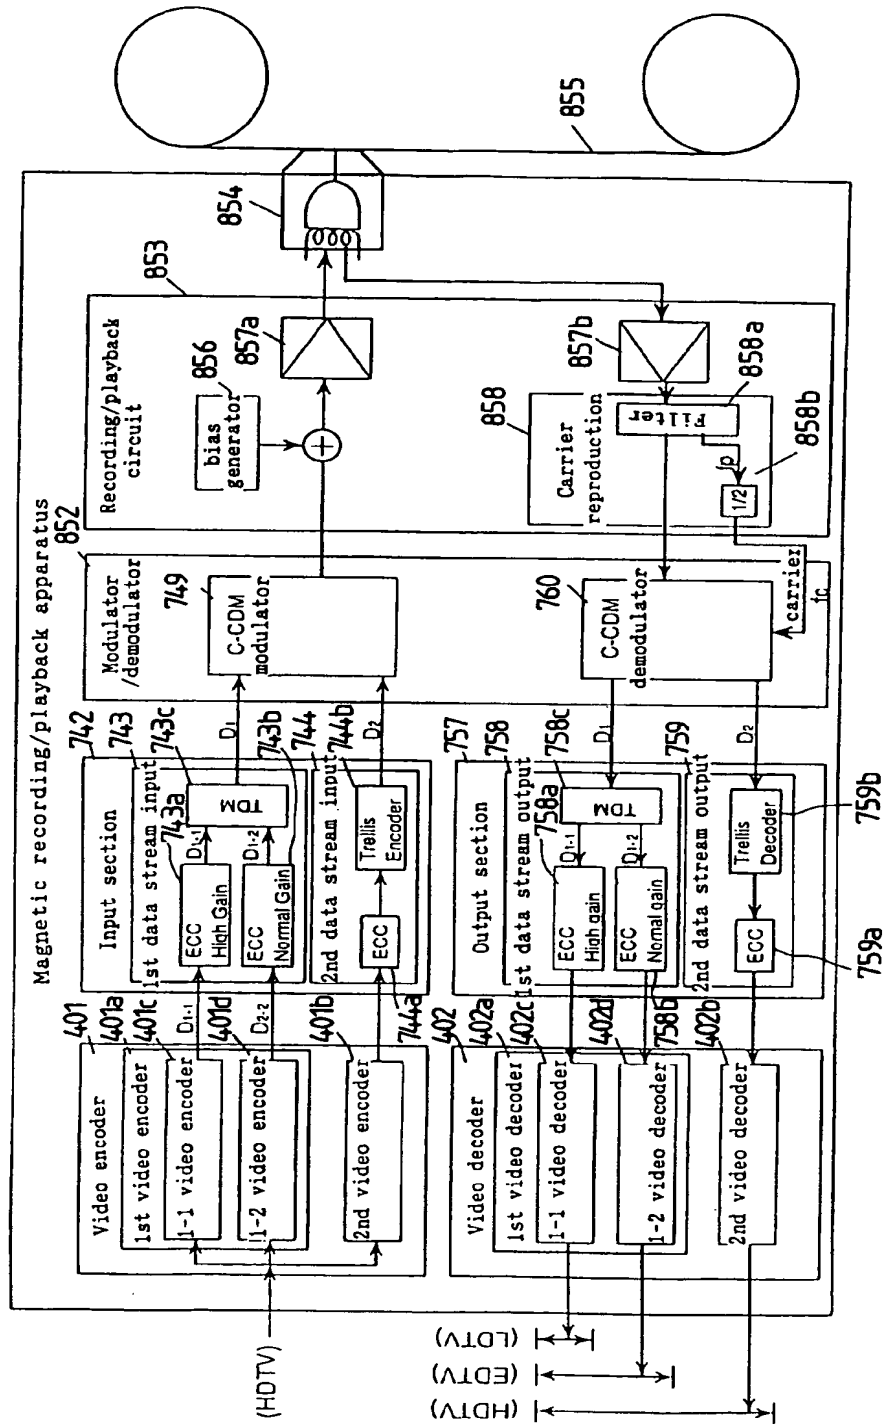 Magnetic recording/playback apparatus
852
853
854
855
Recording/playback
circuit
856
bias
generator
857a
857b
858
Carrier
reproduction
Filter
858a
fp
1/2
858b
Modulator
/demodulator
749
C-CDM
modulator
760
C-CDM
demodulator
carrier
fc
D1
D2
D1
D2
742
Input section
743
1st data stream input
743a
743c
ECC
High Gain
D1-1
TDM
743b
ECC
Normal Gain
D1-2
744
2nd data stream input
744b
ECC
744a
Trellis
Encoder
757
Output section
758
1st data stream output
758a
758c
ECC
High gain
D1-1
TDM
ECC
Normal gain
D1-2
758b
759
2nd data stream output
ECC
759a
Trellis
Decoder
759b
401
Video encoder
401a
1st video encoder
401c
1-1 video encoder
D1-1
401d
1-2 video encoder
D2-2
401b
2nd video encoder
402
Video decoder
402a
1st video decoder
402c
1-1 video decoder
402d
1-2 video decoder
402b
2nd video decoder
(HDTV)
(LDTV)
(EDTV)
(HDTV)